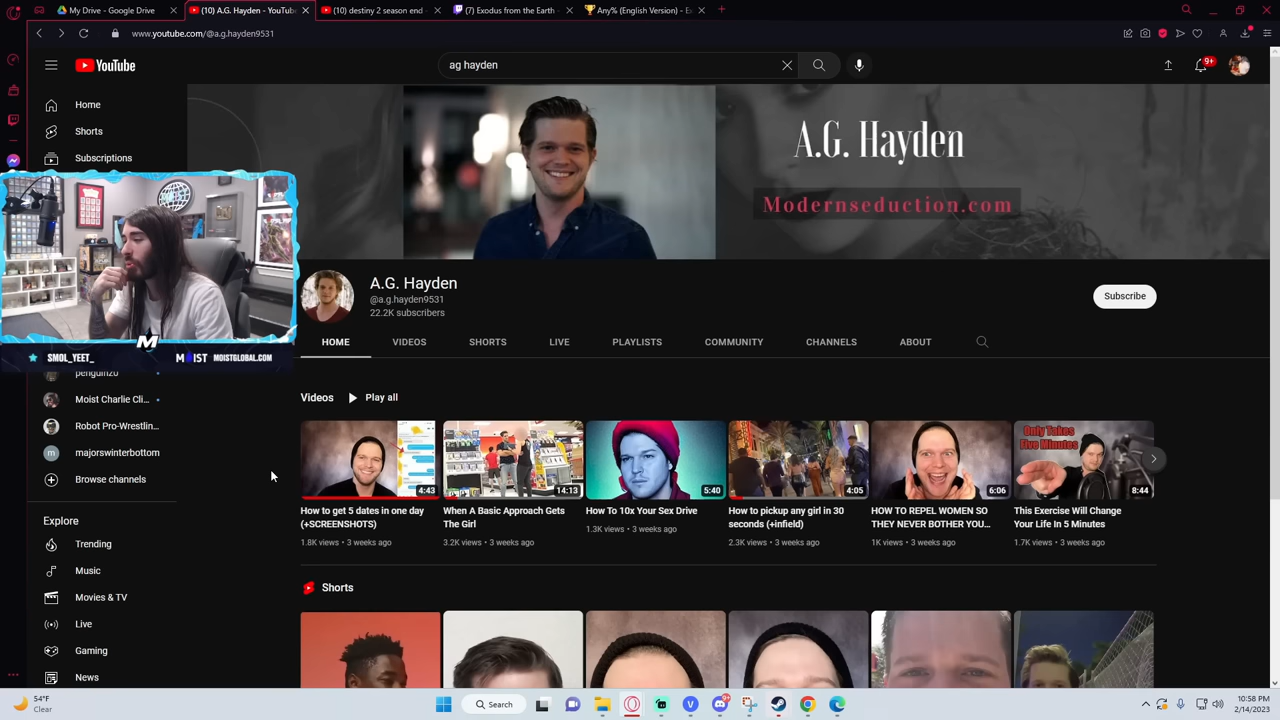 My Drive - Google Drive
(10) A.G. Hayden - YouTube
(10) destiny 2 season end -
(7) Exodus from the Earth -
Any% (English Version) - Ex
www.youtube.com/@a.g.hayden9531
YouTube
ag hayden
9+
Home
Shorts
Subscriptions
A.G. Hayden
Modernseduction.com
A.G. Hayden
@a.g.hayden9531
22.2K subscribers
Subscribe
HOME
VIDEOS
SHORTS
LIVE
PLAYLISTS
COMMUNITY
CHANNELS
ABOUT
M
SMOL_YEET_
MOIST
MOISTGLOBAL.COM
penguinz0
Moist Charlie Cli...
Robot Pro-Wrestlin...
m
majorswinterbottom
Browse channels
Explore
Trending
Music
Movies & TV
Live
Gaming
News
Videos
Play all
4:43
14:13
5:40
4:05
6:06
Only Takes
Five Minutes
8:44
How to get 5 dates in one day
(+SCREENSHOTS)
1.8K views • 3 weeks ago
When A Basic Approach Gets
The Girl
3.2K views • 3 weeks ago
How To 10x Your Sex Drive
1.3K views • 3 weeks ago
How to pickup any girl in 30
seconds (+infield)
2.3K views • 3 weeks ago
HOW TO REPEL WOMEN SO
THEY NEVER BOTHER YOU...
1K views • 3 weeks ago
This Exercise Will Change
Your Life In 5 Minutes
1.7K views • 3 weeks ago
Shorts
54°F
Clear
Search
9+
10:58 PM
2/14/2023